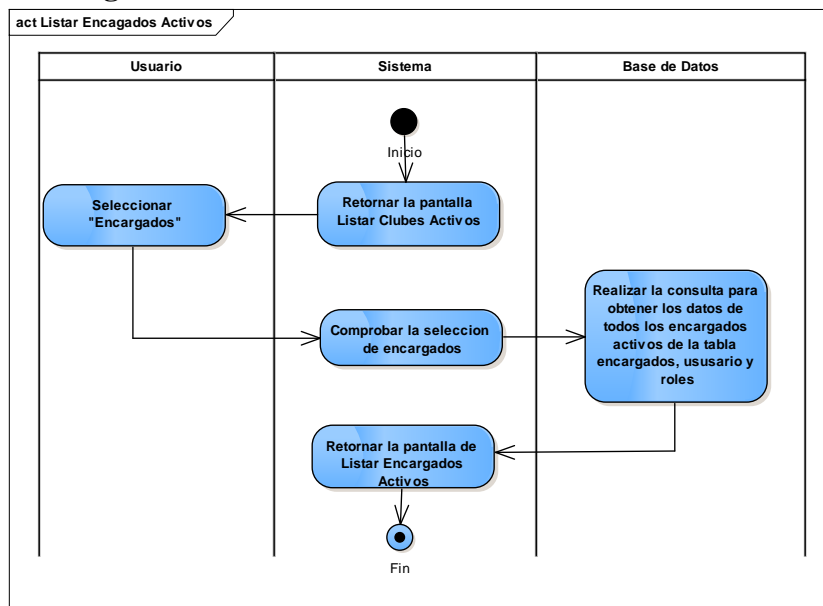 act Listar Encagados Activos
Usuario
Sistema
Base de Datos
Inicio
Retornar la pantalla
Listar Clubes Activos
Seleccionar
"Encargados"
Realizar la consulta para
obtener los datos de
todos los encargados
activos de la tabla
encargados, ususario y
roles
Comprobar la seleccion
de encargados
Retornar la pantalla de
Listar Encargados
Activos
Fin